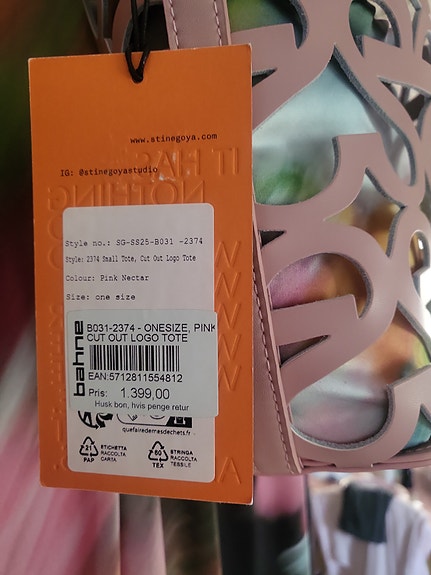 www.stinegoya.com
IG: @stinegoyastudio
IT HAS
NOTHING
Style no.: SG-SS25-B031 -2374
Style: 2374 Small Tote, Cut Out Logo Tote
Colour: Pink Nectar
Size: one size
bahne
B031-2374 - ONESIZE, PINK
CUT OUT LOGO TOTE
EAN:5712811554812
Pris: 1.399,00
Husk bon, hvis penge retur
quefairedemesdechets.fr
21
PAP
ETICHETTA
RACCOLTA
CARTA
60
TEX
STRINGA
RACCOLTA
TESSILE